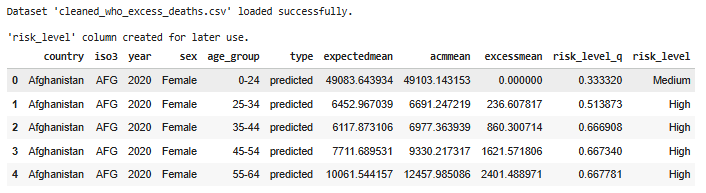 Dataset 'cleaned_who_excess_deaths.csv' loaded successfully.
'risk_level' column created for later use.
country iso3 year sex age_group type expectedmean acmmean excessmean risk_level_q risk_level
0 Afghanistan AFG 2020 Female 0-24 predicted 49083.643934 49103.143153 0.000000 0.333320 Medium
1 Afghanistan AFG 2020 Female 25-34 predicted 6452.967039 6691.247219 236.607817 0.513873 High
2 Afghanistan AFG 2020 Female 35-44 predicted 6117.873106 6977.363939 860.300714 0.666908 High
3 Afghanistan AFG 2020 Female 45-54 predicted 7711.689531 9330.217317 1621.571806 0.667340 High
4 Afghanistan AFG 2020 Female 55-64 predicted 10061.544157 12457.985086 2401.488971 0.667781 High